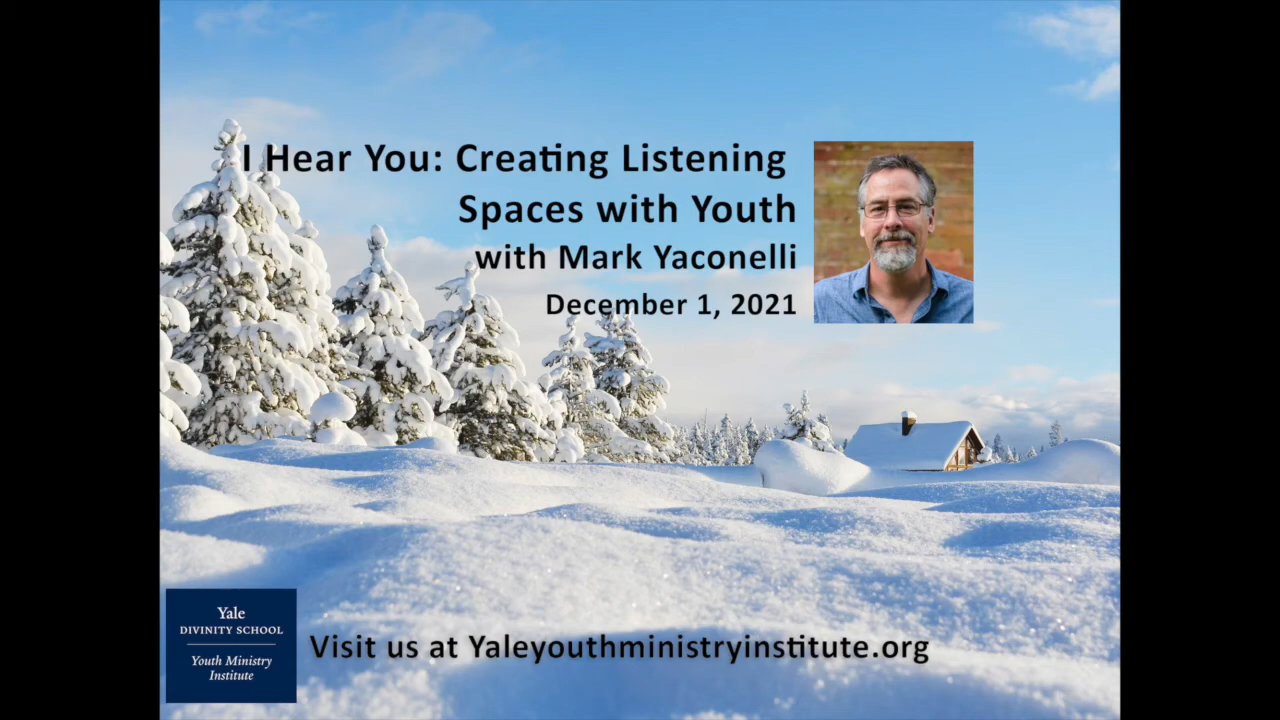 I Hear You: Creating Listening
Spaces with Youth
with Mark Yaconelli
December 1, 2021
Yale
DIVINITY SCHOOL
Youth Ministry
Institute
Visit us at Yaleyouthministryinstitute.org